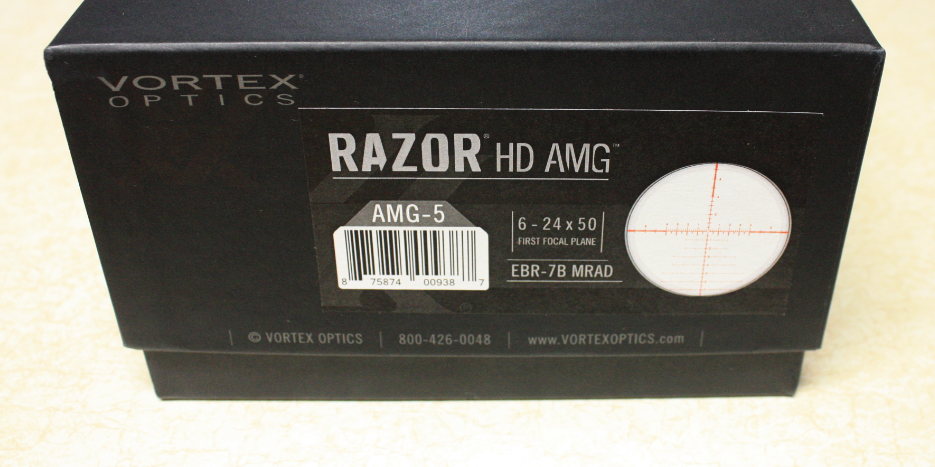 VORTEX®
OPTICS
RAZOR® HD AMG™
AMG-5
8 75874 00938 7
6 - 24 x 50
FIRST FOCAL PLANE
EBR-7B MRAD
© VORTEX OPTICS | 800-426-0048 | www.VORTEXOPTICS.com